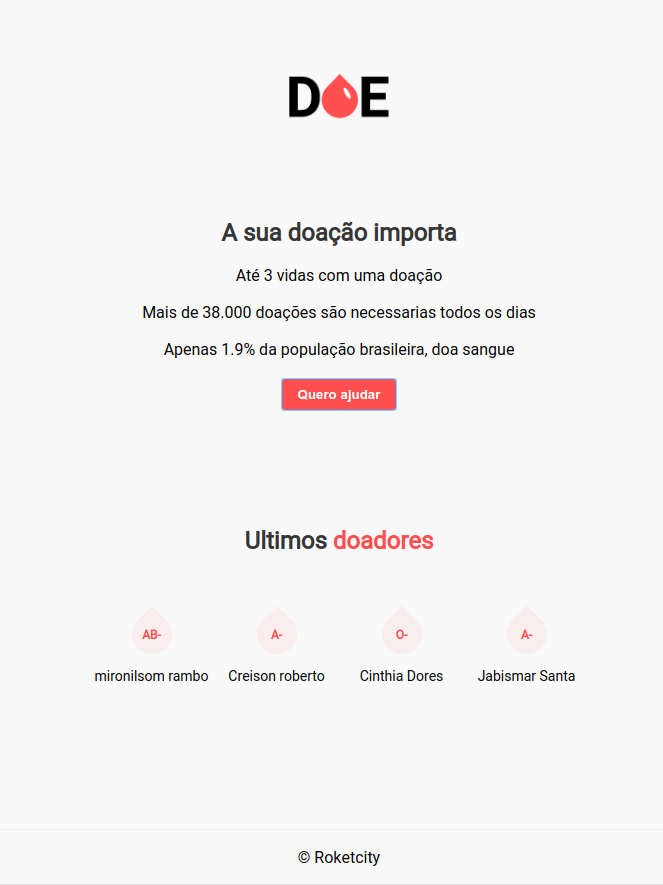 DOE
A sua doação importa
Até 3 vidas com uma doação
Mais de 38.000 doações são necessarias todos os dias
Apenas 1.9% da população brasileira, doa sangue
Quero ajudar
Ultimos doadores
AB- A- O- A-
mironilsom rambo Creison roberto Cinthia Dores Jabismar Santa
© Roketcity